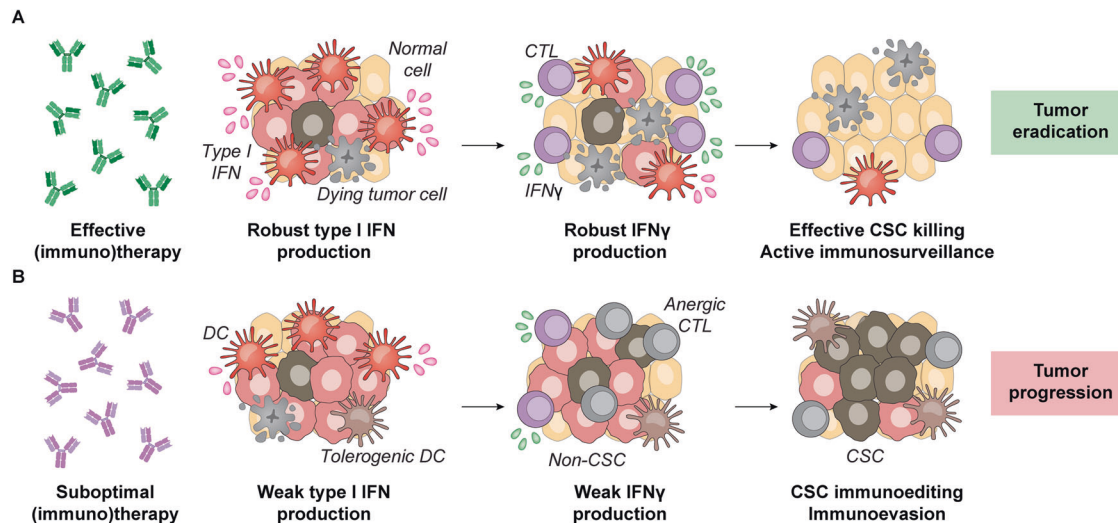 A
Normal
cell
CTL
Type I
IFN
Dying tumor cell
IFNγ
Tumor
eradication
Effective
(immuno)therapy
Robust type I IFN
production
Robust IFNγ
production
Effective CSC killing
Active immunosurveillance
B
DC
Anergic
CTL
Tolerogenic DC
Non-CSC
CSC
Tumor
progression
Suboptimal
(immuno)therapy
Weak type I IFN
production
Weak IFNγ
production
CSC immunoediting
Immunoevasion